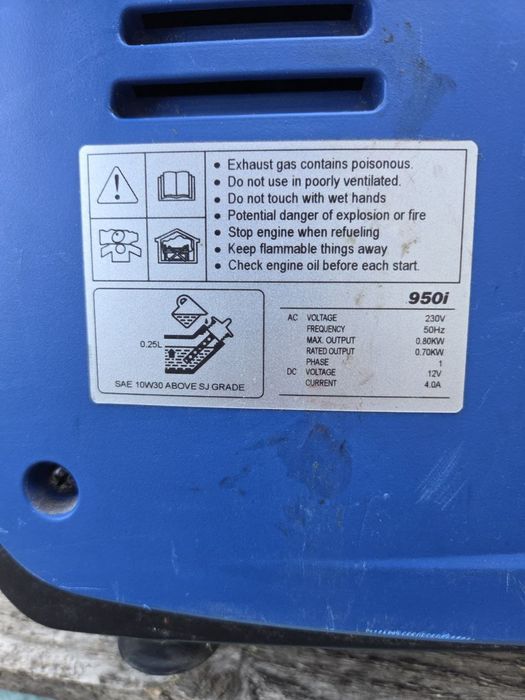 • Exhaust gas contains poisonous.
• Do not use in poorly ventilated.
• Do not touch with wet hands
• Potential danger of explosion or fire
• Stop engine when refueling
• Keep flammable things away
• Check engine oil before each start.
0.25L
SAE 10W30 ABOVE SJ GRADE
950i
AC VOLTAGE 230V
FREQUENCY 50Hz
MAX. OUTPUT 0.80KW
RATED OUTPUT 0.70KW
PHASE 1
DC VOLTAGE 12V
CURRENT 4.0A